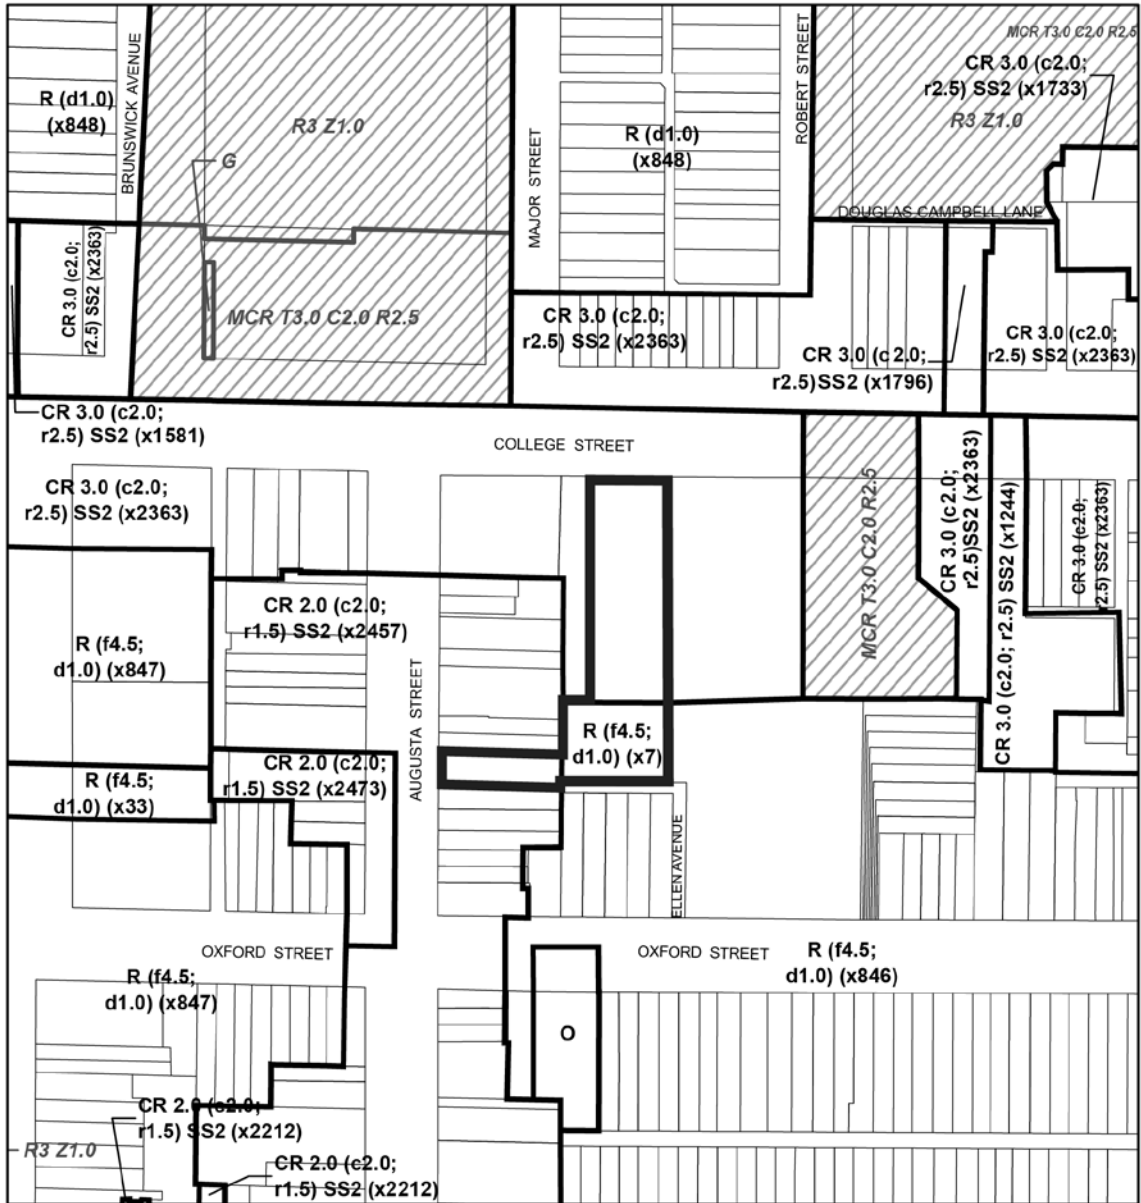 MCR T3.0 C2.0 R2.5
CR 3.0 (c2.0;
r2.5) SS2 (x1733)
R3 Z1.0
BRUNSWICK AVENUE
R (d1.0)
(x848)
R3 Z1.0
G
MAJOR STREET
R (d1.0)
(x848)
ROBERT STREET
DOUGLAS CAMPBELL LANE
CR 3.0 (c2.0;
r2.5) SS2 (x2363)
MCR T3.0 C2.0 R2.5
CR 3.0 (c2.0;
r2.5) SS2 (x2363)
CR 3.0 (c2.0;
r2.5) SS2 (x1796)
CR 3.0 (c2.0;
r2.5) SS2 (x2363)
CR 3.0 (c2.0;
r2.5) SS2 (x1581)
COLLEGE STREET
CR 3.0 (c2.0;
r2.5) SS2 (x2363)
MCR T3.0 C2.0 R2.5
CR 3.0 (c2.0;
r2.5) SS2 (x2363)
CR 3.0 (c2.0; r2.5) SS2 (x1244)
CR 3.0 (c2.0;
r2.5) SS2 (x2363)
CR 2.0 (c2.0;
r1.5) SS2 (x2457)
R (f4.5;
d1.0) (x847)
AUGUSTA STREET
R (f4.5;
d1.0) (x7)
CR 2.0 (c2.0;
r1.5) SS2 (x2473)
R (f4.5;
d1.0) (x33)
ELLEN AVENUE
OXFORD STREET
OXFORD STREET
R (f4.5;
d1.0) (x846)
R (f4.5;
d1.0) (x847)
O
CR 2.0 (c2.0;
r1.5) SS2 (x2212)
R3 Z1.0
CR 2.0 (c2.0;
r1.5) SS2 (x2212)